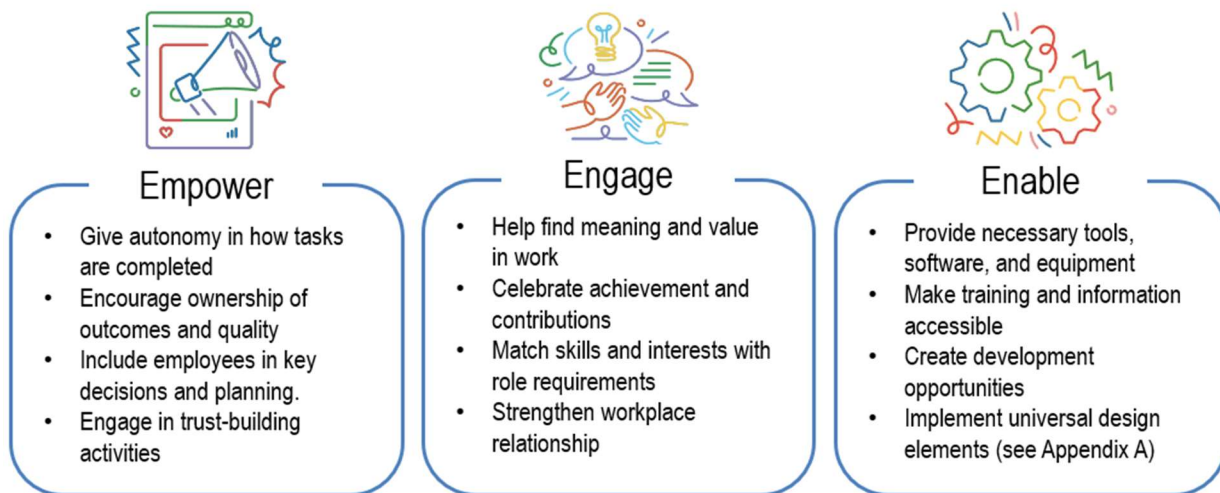 Empower
• Give autonomy in how tasks
are completed
• Encourage ownership of
outcomes and quality
• Include employees in key
decisions and planning.
• Engage in trust-building
activities
Engage
• Help find meaning and value
in work
• Celebrate achievement and
contributions
• Match skills and interests with
role requirements
• Strengthen workplace
relationship
Enable
• Provide necessary tools,
software, and equipment
• Make training and information
accessible
• Create development
opportunities
• Implement universal design
elements (see Appendix A)